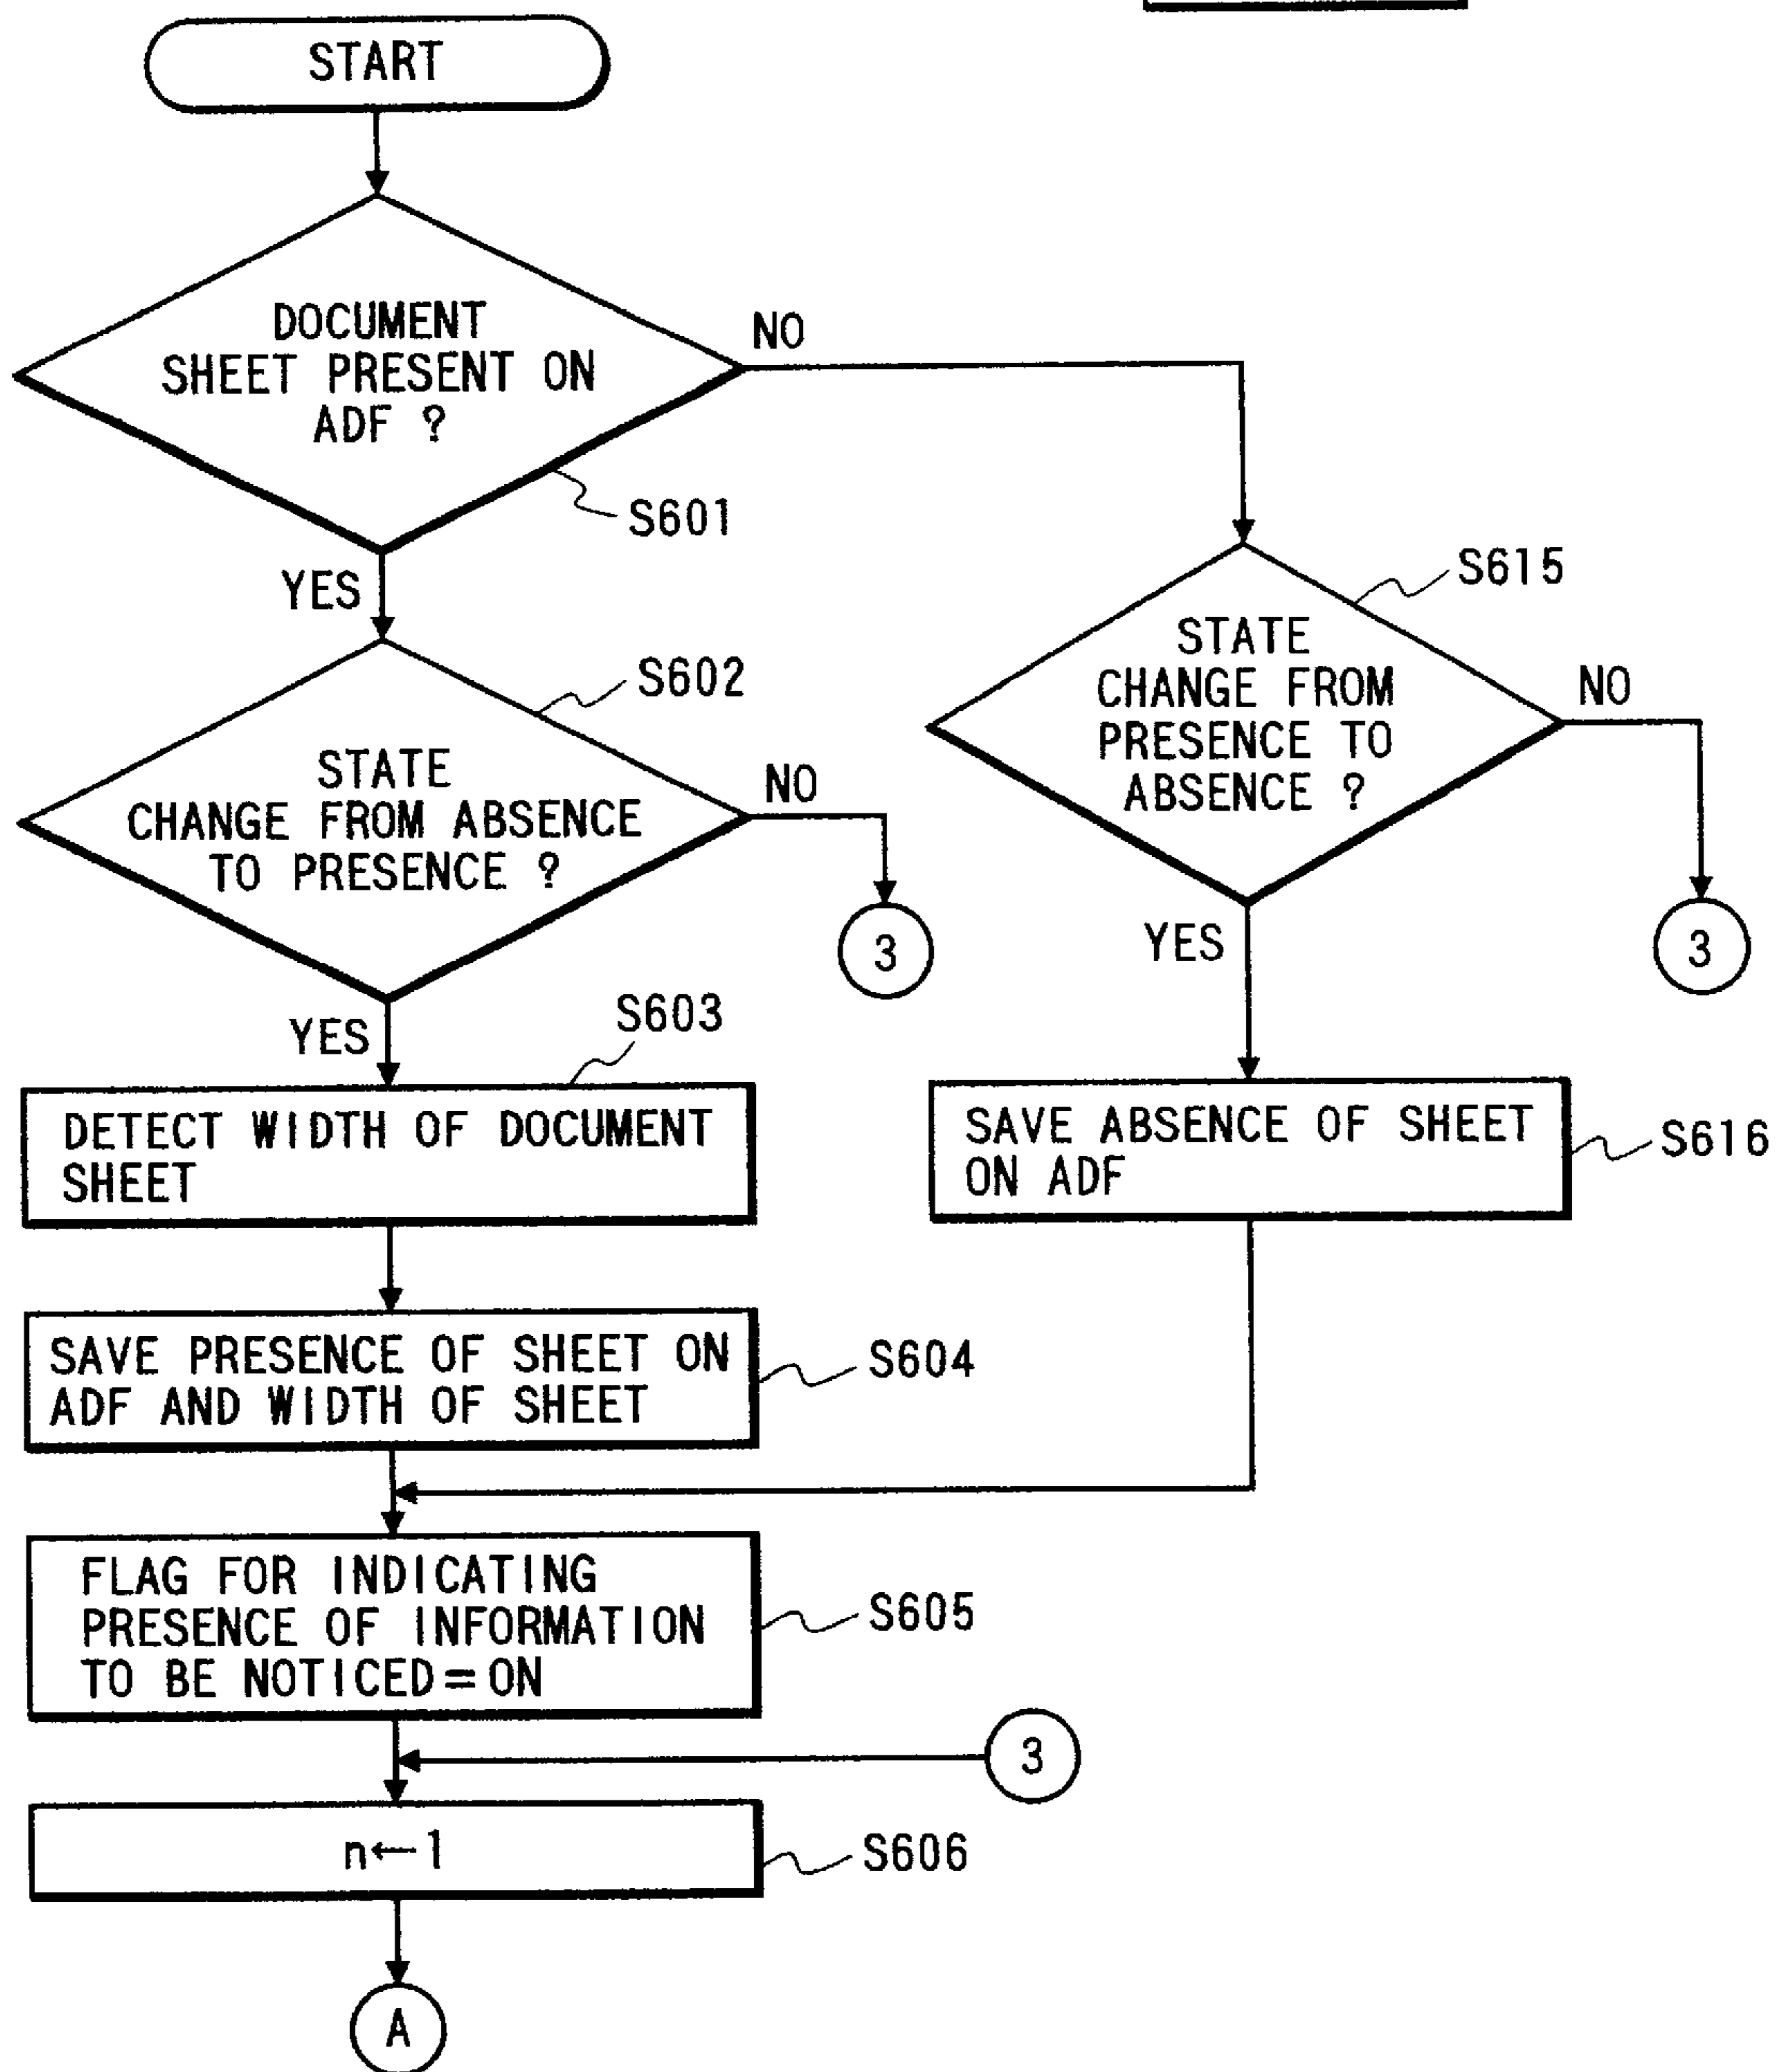 START
DOCUMENT
SHEET PRESENT ON
ADF ?
NO
S601
YES
S615
STATE
CHANGE FROM
PRESENCE TO
ABSENCE ?
NO
S602
STATE
CHANGE FROM ABSENCE
TO PRESENCE ?
NO
3
YES
3
S603
YES
DETECT WIDTH OF DOCUMENT
SHEET
SAVE ABSENCE OF SHEET
ON ADF
S616
SAVE PRESENCE OF SHEET ON
ADF AND WIDTH OF SHEET
S604
FLAG FOR INDICATING
PRESENCE OF INFORMATION
TO BE NOTICED=ON
S605
3
n←1
S606
A